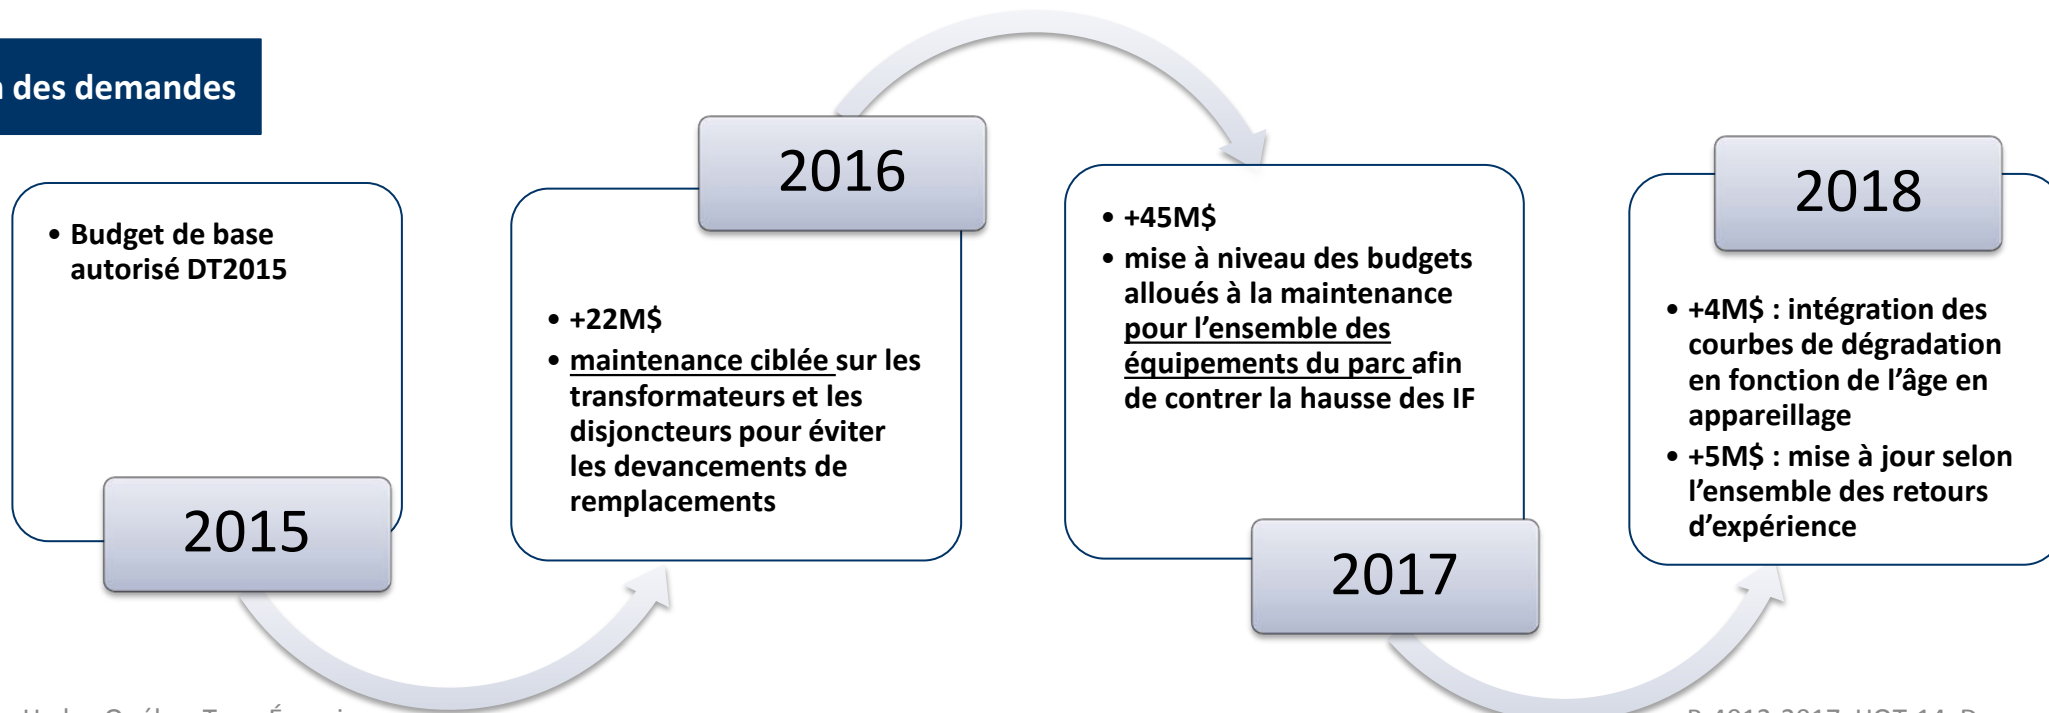 des demandes
2015
• Budget de base
autorisé DT2015
2016
• +22M$
• maintenance ciblée sur les
transformateurs et les
disjoncteurs pour éviter
les devancements de
remplacements
• +45M$
• mise à niveau des budgets
alloués à la maintenance
pour l’ensemble des
équipements du parc afin
de contrer la hausse des IF
2017
2018
• +4M$ : intégration des
courbes de dégradation
en fonction de l’âge en
appareillage
• +5M$ : mise à jour selon
l’ensemble des retours
d’expérience